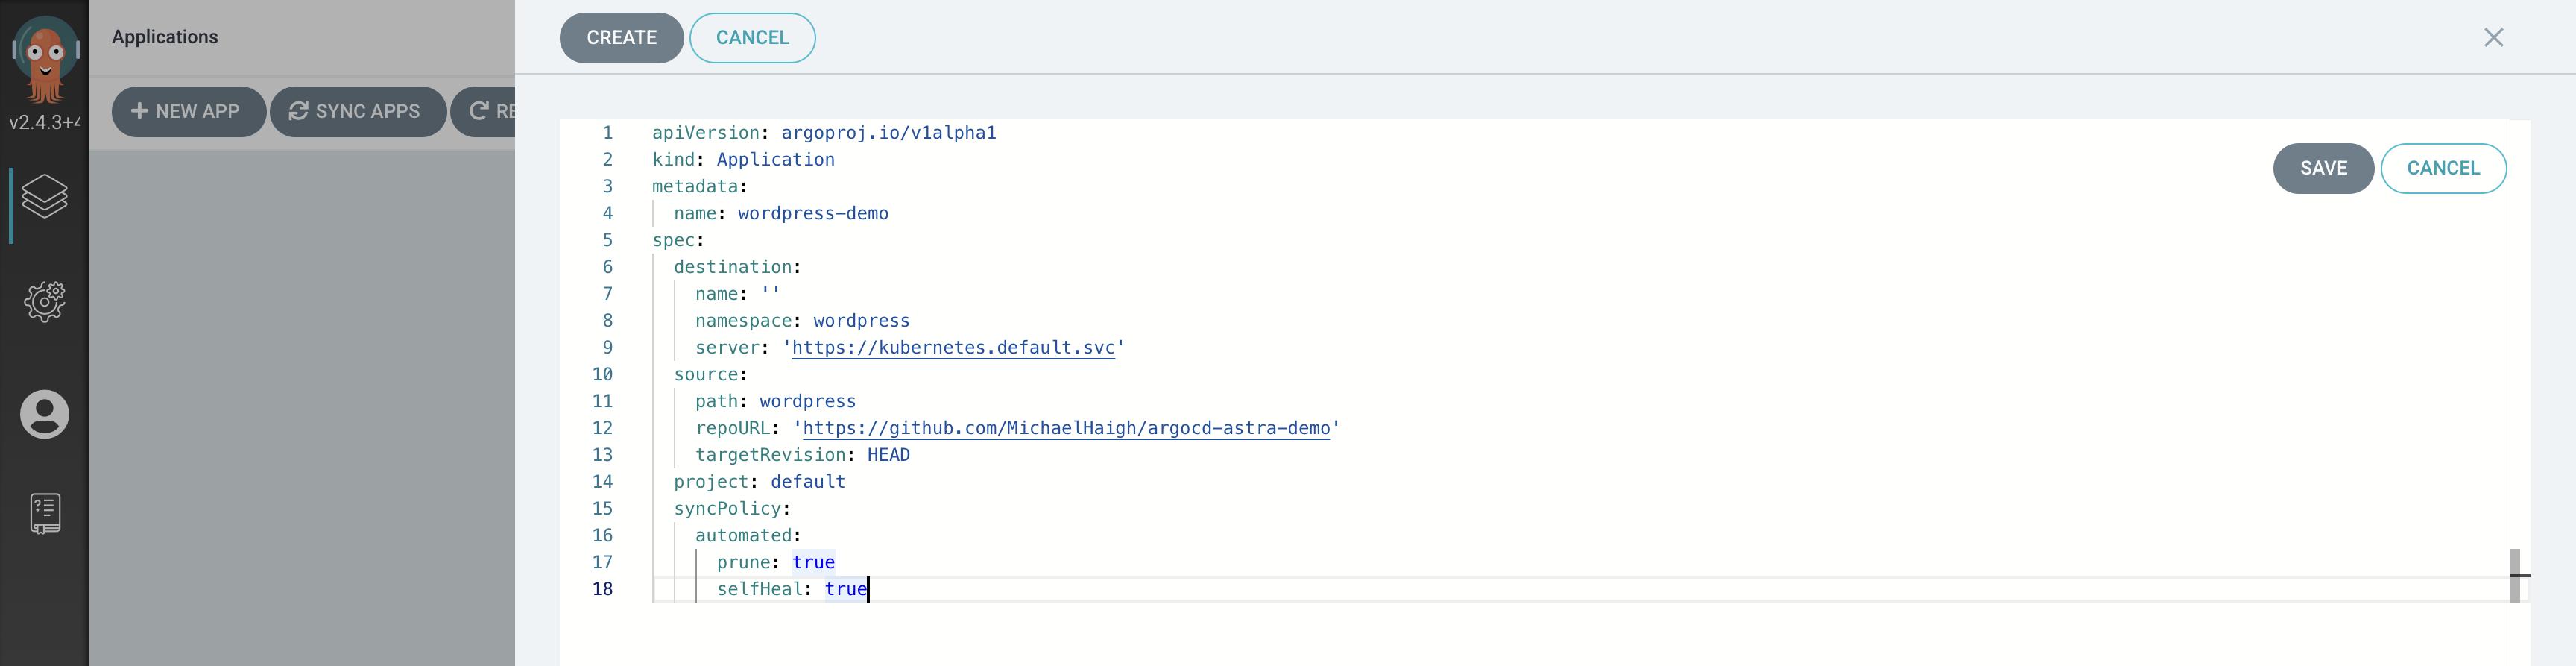 v2.4.3+4
Applications
NEW APP
SYNC APPS
RE
CREATE
CANCEL
1 apiVersion: argoproj.io/v1alpha1
2 kind: Application
3 metadata:
4   name: wordpress-demo
5 spec:
6   destination:
7     name: ''
8     namespace: wordpress
9     server: 'https://kubernetes.default.svc'
10   source:
11     path: wordpress
12     repoURL: 'https://github.com/MichaelHaigh/argocd-astra-demo'
13     targetRevision: HEAD
14   project: default
15   syncPolicy:
16     automated:
17       prune: true
18       selfHeal: true
SAVE
CANCEL